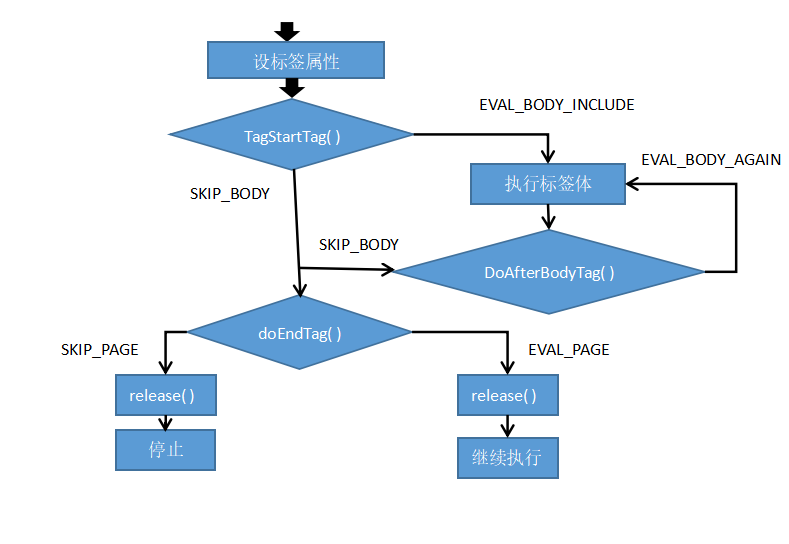 设标签属性
TagStartTag( )
EVAL_BODY_INCLUDE
执行标签体
EVAL_BODY_AGAIN
SKIP_BODY
SKIP_BODY
DoAfterBodyTag( )
doEndTag( )
SKIP_PAGE
EVAL_PAGE
release( )
release( )
停止
继续执行